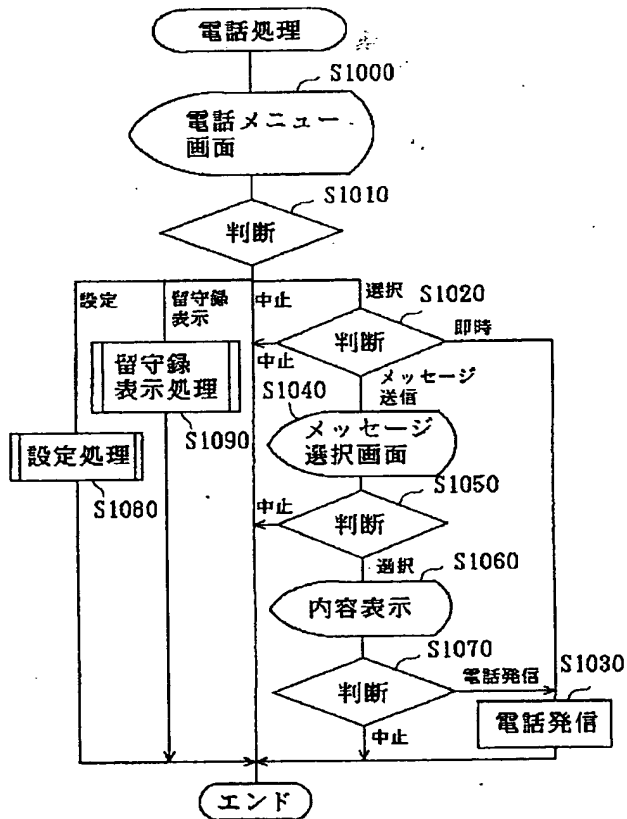 電話処理
S1000
電話メニュー
画面
S1010
判断
設定
留守録
表示
中止
選択
S1020
判断
即時
中止
メッセージ
送信
留守録
表示処理
S1090
S1040
メッセージ
選択画面
設定処理
S1080
S1050
中止
判断
選択
S1060
内容表示
S1070
判断
電話発信
S1030
電話発信
中止
エンド